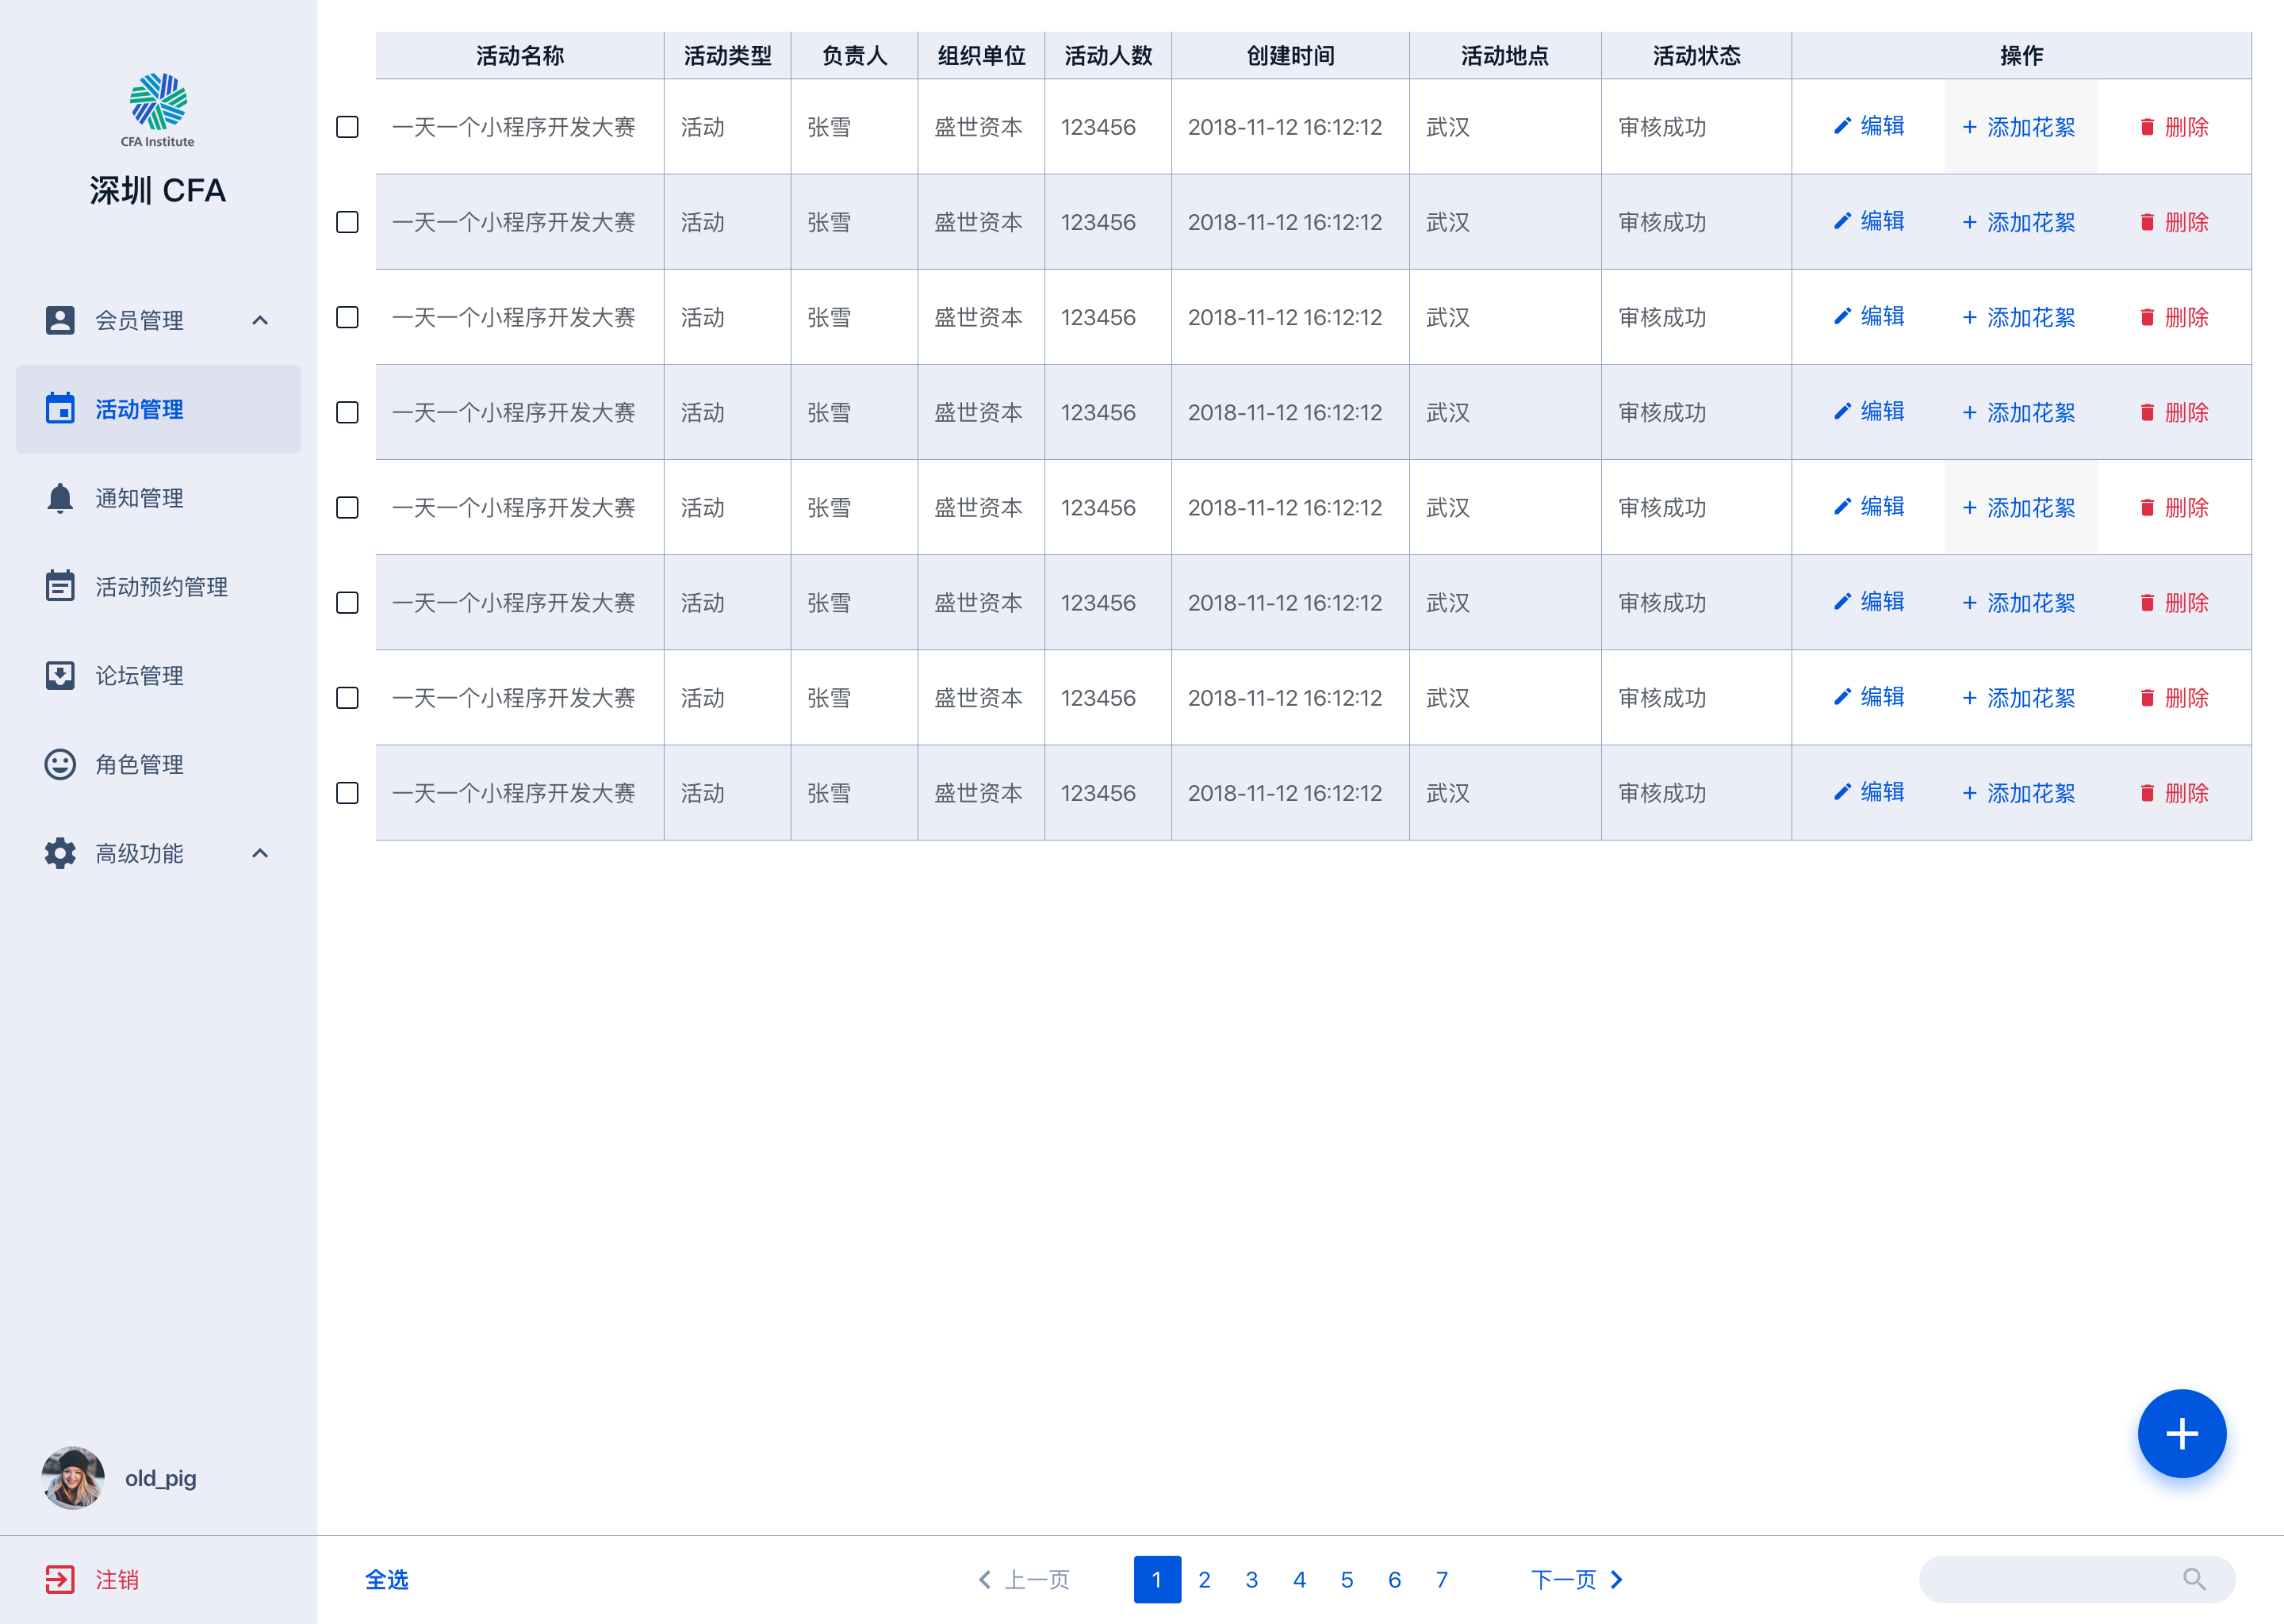 CFA Institute
深圳 CFA
会员管理
活动管理
通知管理
活动预约管理
论坛管理
角色管理
高级功能
old_pig
注销
活动名称 活动类型 负责人 组织单位 活动人数 创建时间 活动地点 活动状态 操作
一天一个小程序开发大赛 活动 张雪 盛世资本 123456 2018-11-12 16:12:12 武汉 审核成功 编辑 添加花絮 删除
一天一个小程序开发大赛 活动 张雪 盛世资本 123456 2018-11-12 16:12:12 武汉 审核成功 编辑 添加花絮 删除
一天一个小程序开发大赛 活动 张雪 盛世资本 123456 2018-11-12 16:12:12 武汉 审核成功 编辑 添加花絮 删除
一天一个小程序开发大赛 活动 张雪 盛世资本 123456 2018-11-12 16:12:12 武汉 审核成功 编辑 添加花絮 删除
一天一个小程序开发大赛 活动 张雪 盛世资本 123456 2018-11-12 16:12:12 武汉 审核成功 编辑 添加花絮 删除
一天一个小程序开发大赛 活动 张雪 盛世资本 123456 2018-11-12 16:12:12 武汉 审核成功 编辑 添加花絮 删除
一天一个小程序开发大赛 活动 张雪 盛世资本 123456 2018-11-12 16:12:12 武汉 审核成功 编辑 添加花絮 删除
一天一个小程序开发大赛 活动 张雪 盛世资本 123456 2018-11-12 16:12:12 武汉 审核成功 编辑 添加花絮 删除
全选 上一页 1 2 3 4 5 6 7 下一页